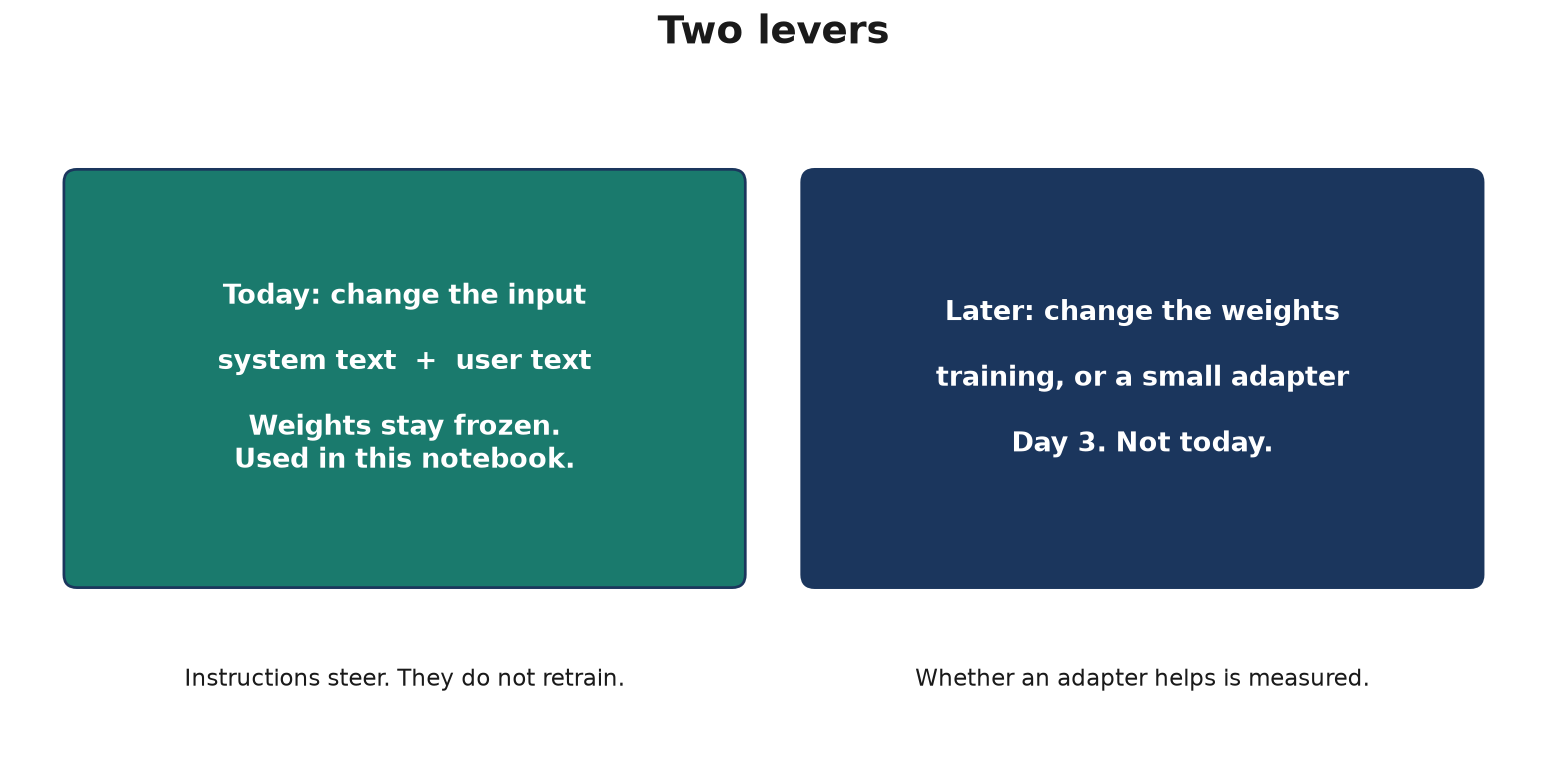 Two levers
Today: change the input
system text  +  user text
Weights stay frozen.
Used in this notebook.
Later: change the weights
training, or a small adapter
Day 3. Not today.
Instructions steer. They do not retrain.
Whether an adapter helps is measured.